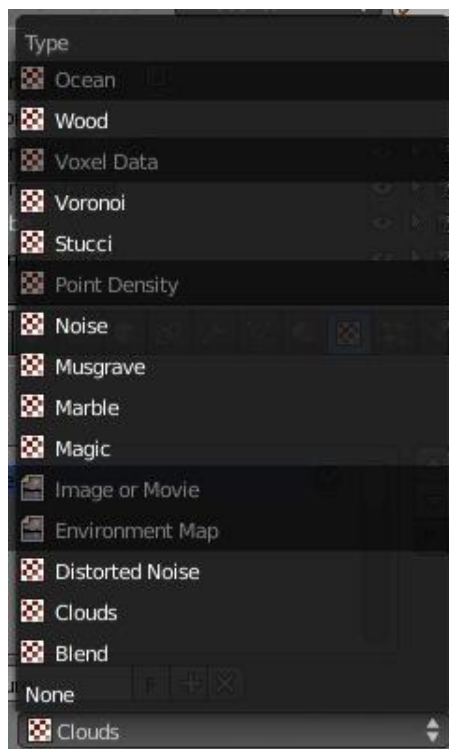 Type
Ocean
Wood
Voxel Data
Voronoi
Stucci
Point Density
Noise
Musgrave
Marble
Magic
Image or Movie
Environment Map
Distorted Noise
Clouds
Blend
None
Clouds